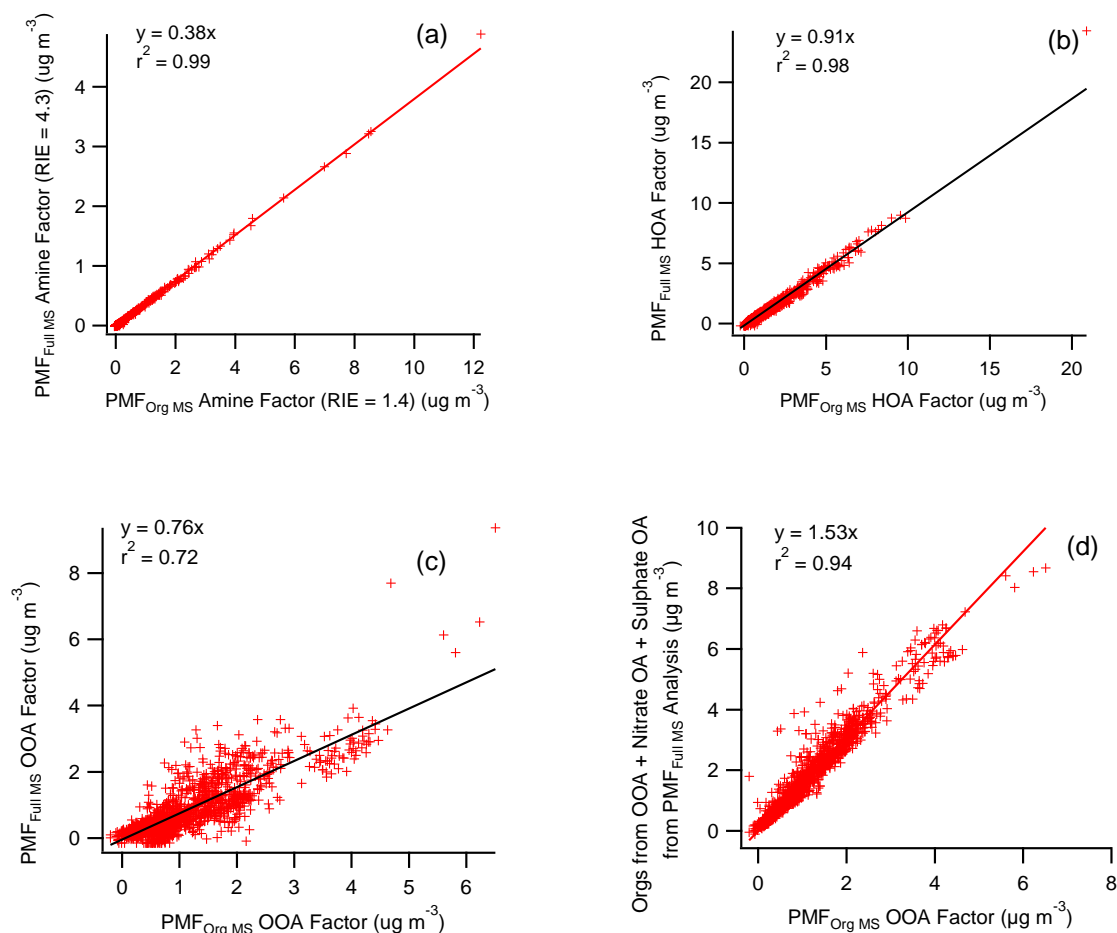 y = 0.38x
r2 = 0.99
(a)
PMFFull MS Amine Factor (RIE = 4.3) (ug m-3)
4
3
2
1
0
0 2 4 6 8 10 12
PMFOrg MS Amine Factor (RIE = 1.4) (ug m-3)
y = 0.91x
r2 = 0.98
(b)
PMFFull MS HOA Factor (ug m-3)
20
15
10
5
0
0 5 10 15 20
PMFOrg MS HOA Factor (ug m-3)
y = 0.76x
r2 = 0.72
(c)
PMFFull MS OOA Factor (ug m-3)
8
6
4
2
0
0 1 2 3 4 5 6
PMFOrg MS OOA Factor (ug m-3)
y = 1.53x
r2 = 0.94
(d)
Orgs from OOA + Nitrate OA + Sulphate OA
from PMFFull MS Analysis (µg m-3)
10
8
6
4
2
0
0 2 4 6 8
PMFOrg MS OOA Factor (µg m-3)